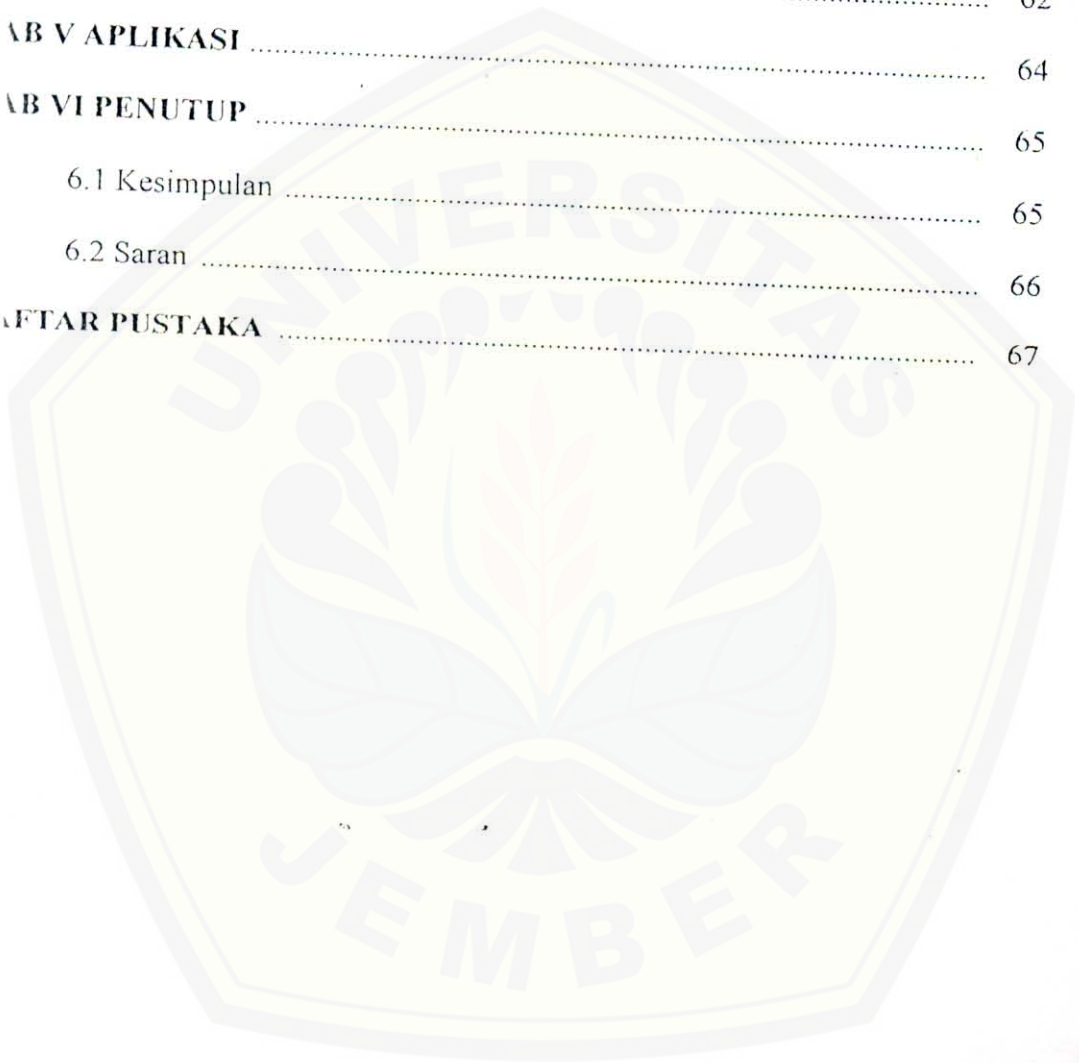 62
AB V APLIKASI 64
AB VI PENUTUP 65
6.1 Kesimpulan 65
6.2 Saran 66
AFTAR PUSTAKA 67
UNIVERSITAS
JEMBER